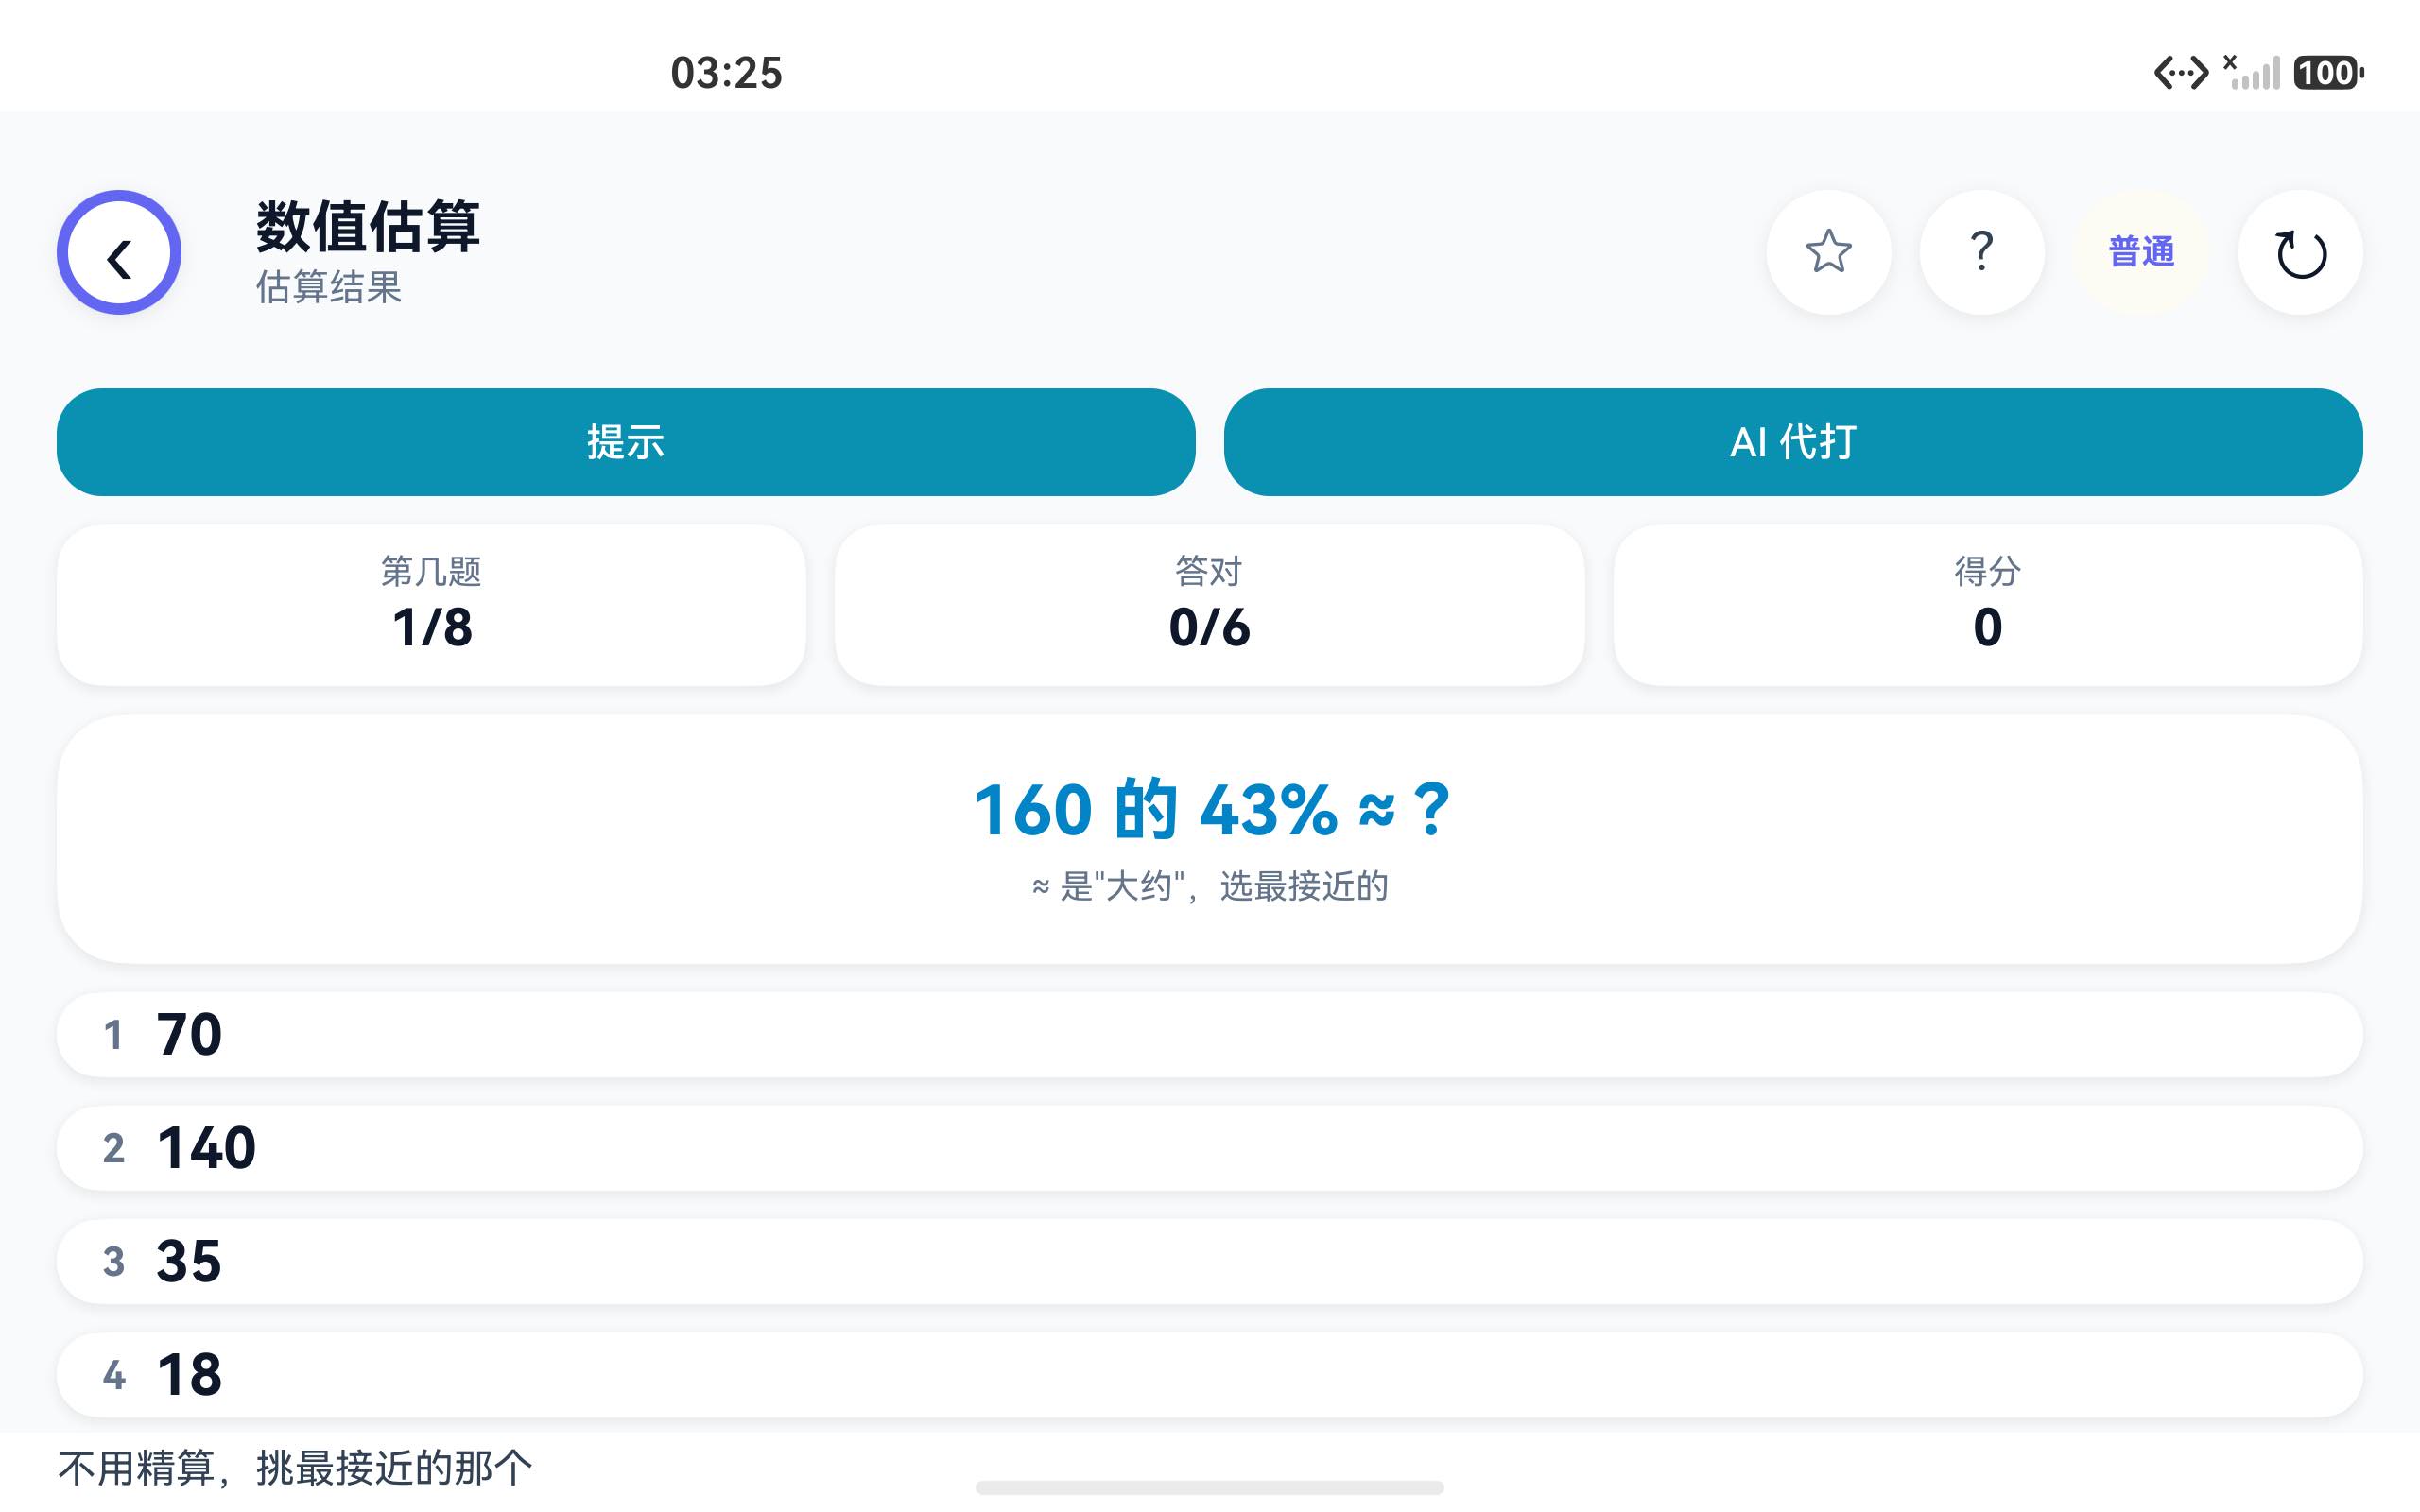 03:25
100
数值估算
估算结果
?
普通
提示
AI 代打
第几题
1/8
答对
0/6
得分
0
160 的 43% ≈ ?
≈ 是"大约"，选最接近的
1 70
2 140
3 35
4 18
不用精算，挑最接近的那个